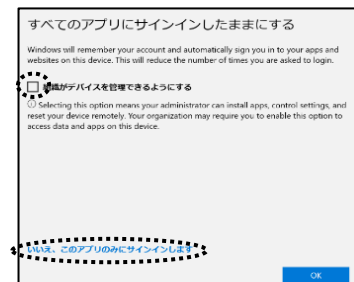 すべてのアプリにサインインしたままにする
Windows will remember your account and automatically sign you in to your apps and
websites on this device. This will reduce the number of times you are asked to login.
組織がデバイスを管理できるようにする
Selecting this option means your administrator can install apps, control settings, and
reset your device remotely. Your organization may require you to enable this option to
access data and apps on this device.
いいえ、このアプリのみにサインインします
OK